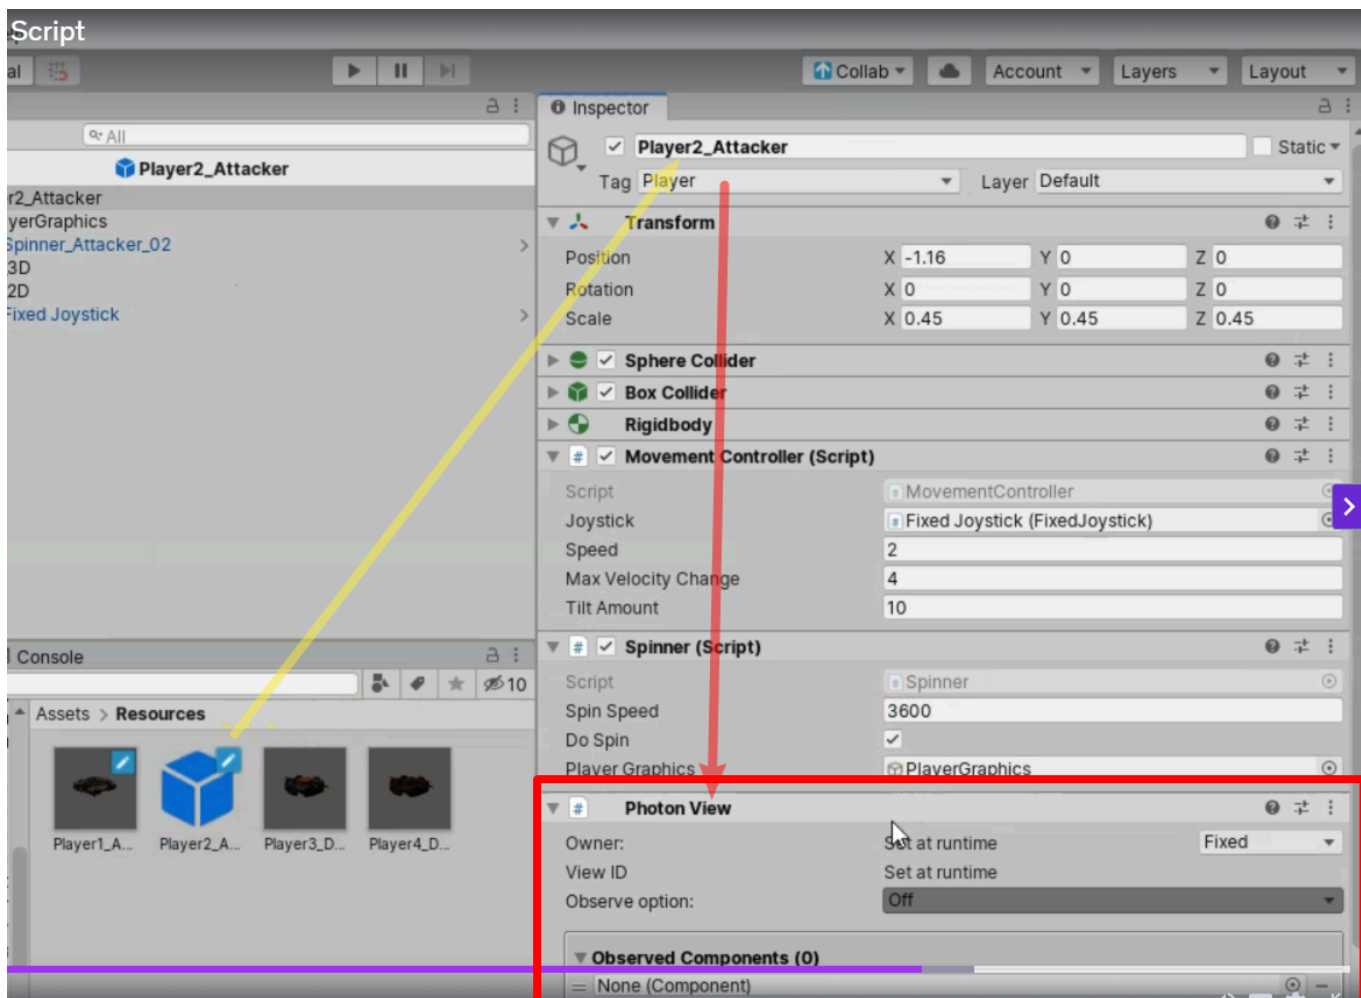 Script
al
Collab
Account
Layers
Layout
Inspector
All
Player2_Attacker
Player2_Attacker
Static
Tag Player
Layer Default
r2_Attacker
yerGraphics
Spinner_Attacker_02
3D
2D
Fixed Joystick
Transform
Position X -1.16 Y 0 Z 0
Rotation X 0 Y 0 Z 0
Scale X 0.45 Y 0.45 Z 0.45
Sphere Collider
Box Collider
Rigidbody
Movement Controller (Script)
Script # MovementController
Joystick # Fixed Joystick (FixedJoystick)
Speed 2
Max Velocity Change 4
Tilt Amount 10
Spinner (Script)
Script # Spinner
Spin Speed 3600
Do Spin
Player Graphics PlayerGraphics
Photon View
Owner: Set at runtime Fixed
View ID Set at runtime
Observe option: Off
Observed Components (0)
None (Component)
Console
10
Assets > Resources
Player1_A...
Player2_A...
Player3_D...
Player4_D...